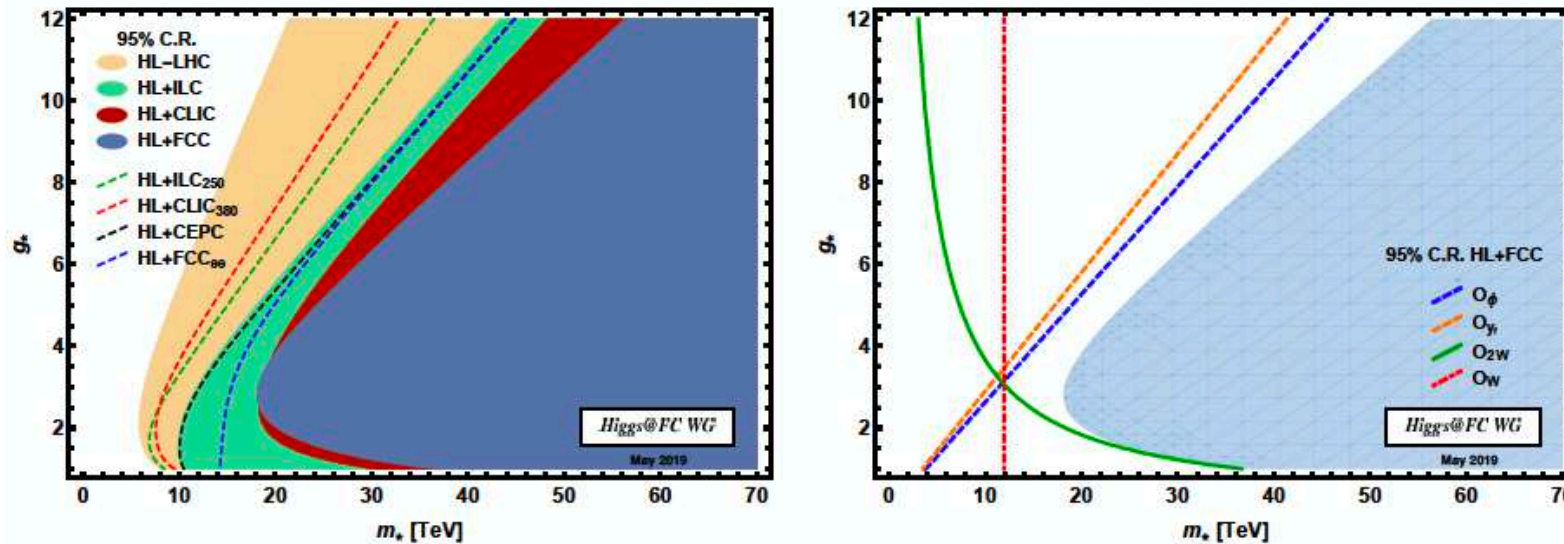 12
10
8
6
4
2
g*
95% C.R.
HL-LHC
HL+ILC
HL+CLIC
HL+FCC
HL+ILC250
HL+CLIC380
HL+CEPC
HL+FCCee
Higgs@FC WG
May 2019
0 10 20 30 40 50 60 70
m* [TeV]
12
10
8
6
4
2
g*
95% C.R. HL+FCC
Oϕ
O2W
OW
Higgs@FC WG
May 2019
0 10 20 30 40 50 60 70
m* [TeV]